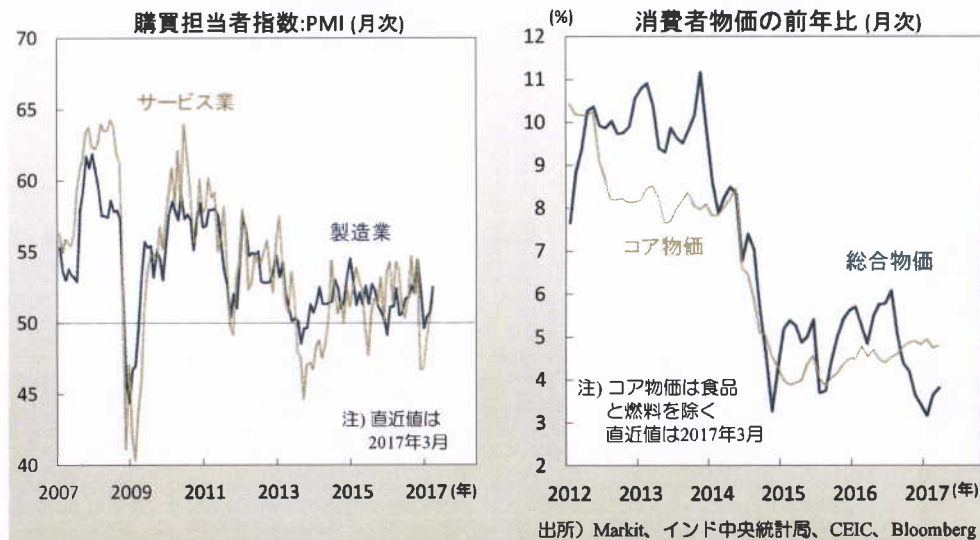 購買担当者指数:PMI (月次)
70
65
60
55
50
45
40
サービス業
製造業
注) 直近値は
2017年3月
2007
2009
2011
2013
2015
2017(年)
消費者物価の前年比 (月次)
(%)
12
11
10
9
8
7
6
5
4
3
2
コア物価
総合物価
注) コア物価は食品
と燃料を除く
直近値は2017年3月
2012
2013
2014
2015
2016
2017(年)
出所）Markit、インド中央統計局、CEIC、Bloomberg